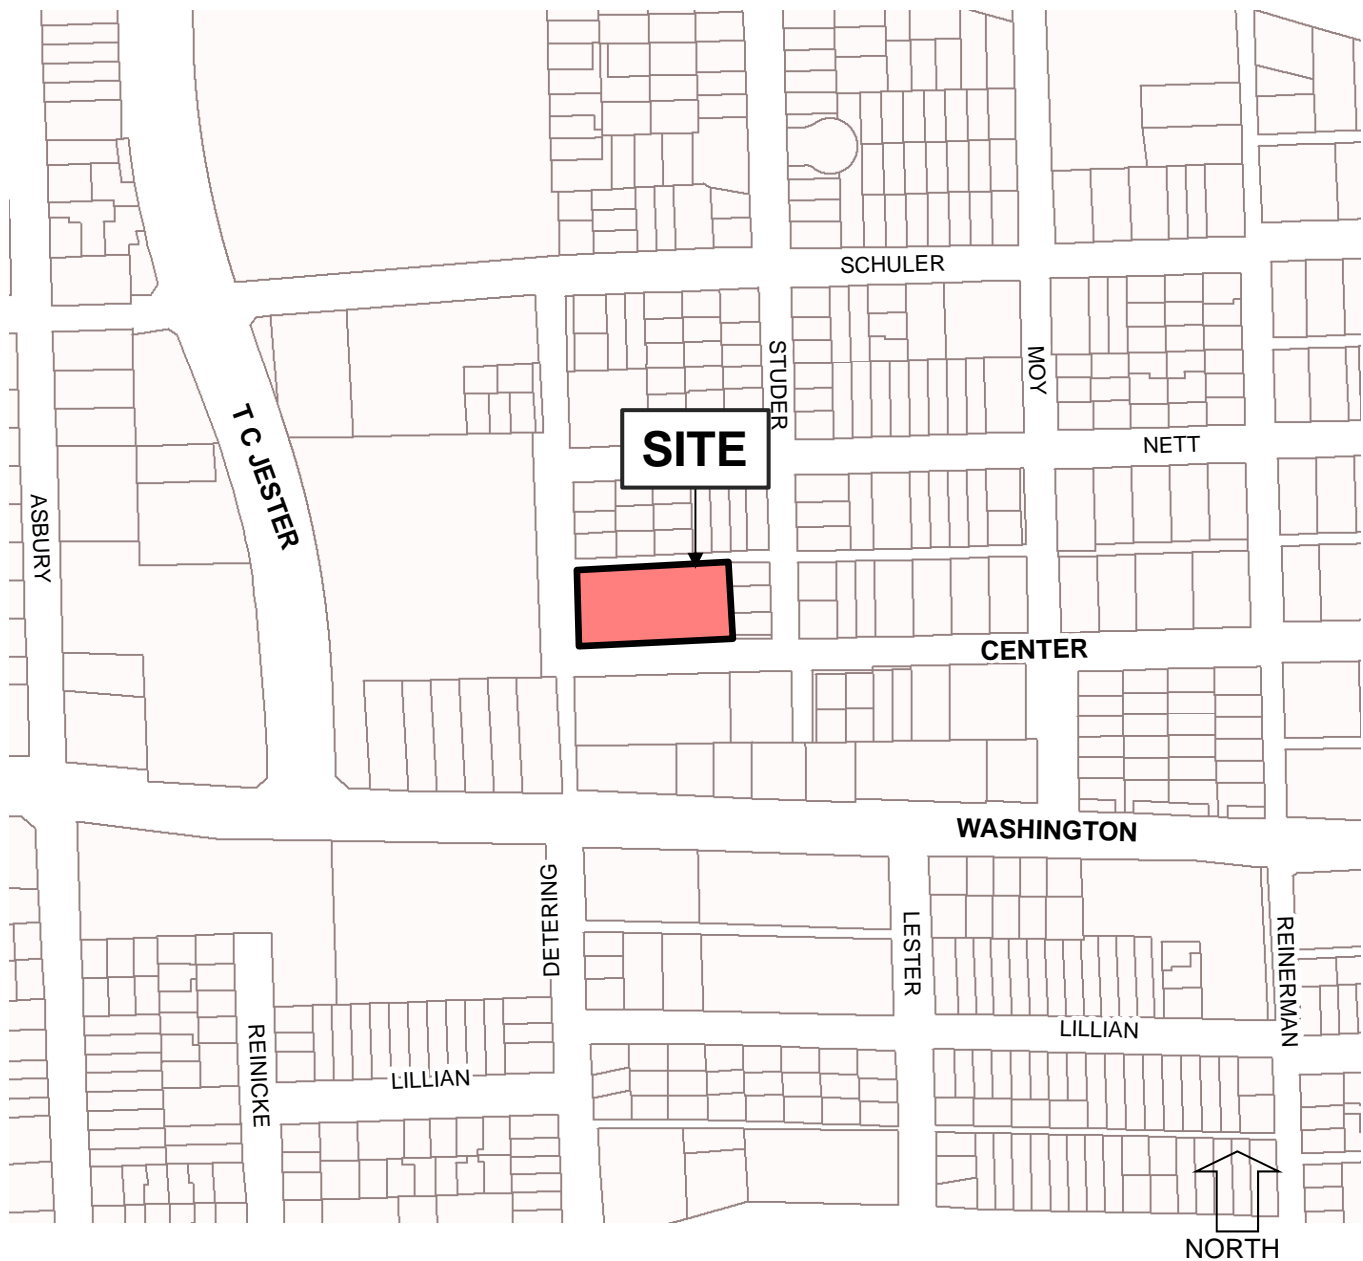 SCHULER
STUDER
MOY
T C JESTER
SITE
NETT
ASBURY
CENTER
WASHINGTON
DETERING
LESTER
REINERMAN
LILLIAN
REINICKE
LILLIAN
NORTH